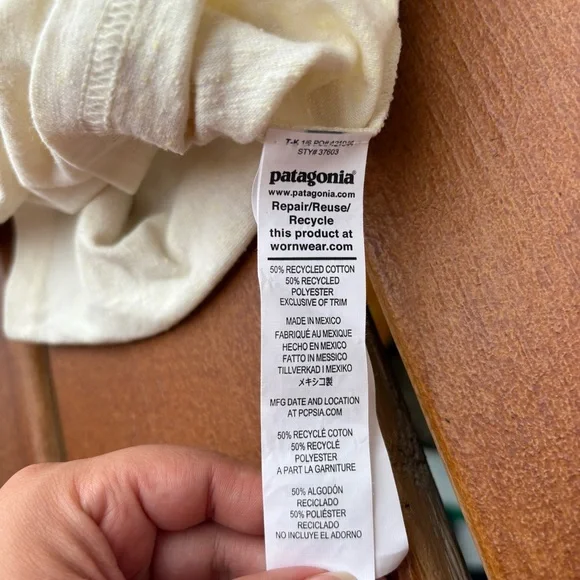 STY# 37603
patagonia®
www.patagonia.com
Repair/Reuse/
Recycle
this product at
wornwear.com
50% RECYCLED COTTON
50% RECYCLED
POLYESTER
EXCLUSIVE OF TRIM
MADE IN MEXICO
FABRIQUÉ AU MEXIQUE
HECHO EN MEXICO
FATTO IN MESSICO
TILLVERKAD I MEXIKO
メキシコ製
MFG DATE AND LOCATION
AT PCPSIA.COM
50% RECYCLÉ COTON
50% RECYCLÉ
POLYESTER
A PART LA GARNITURE
50% ALGODÓN
RECICLADO
50% POLIÉSTER
RECICLADO
NO INCLUYE EL ADORNO